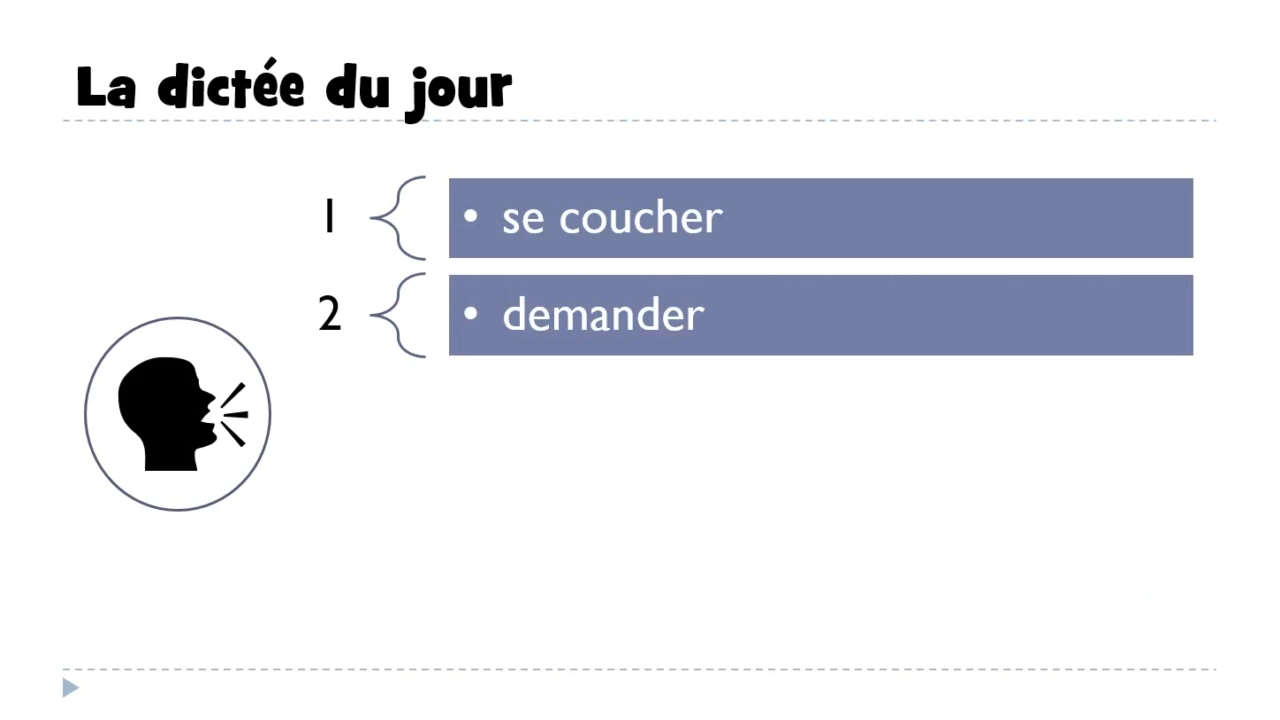 La dictée du jour
1
• se coucher
2
• demander